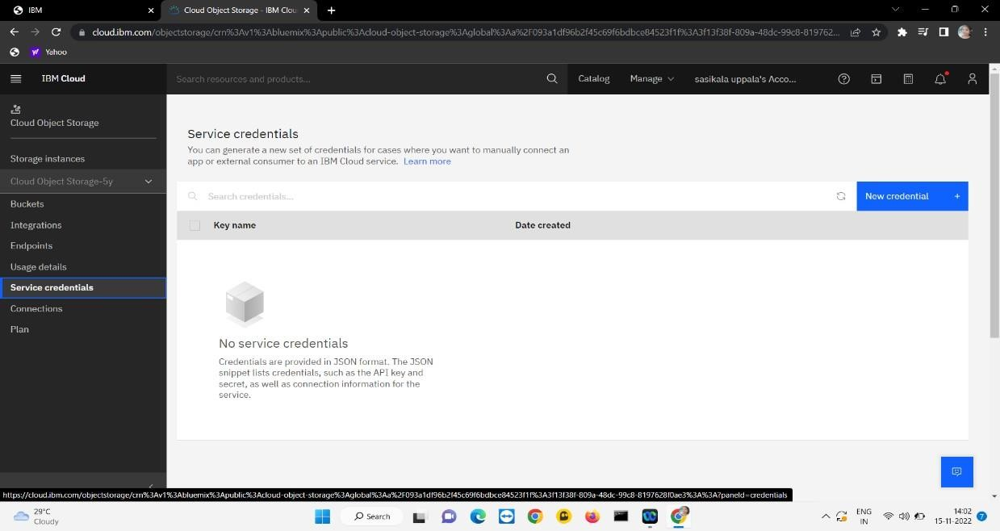 IBM
Cloud Object Storage - IBM Clou
cloud.ibm.com/objectstorage/crn%3Av1%3Abluemix%3Apublic%3Acloud-object-storage%3Aglobal%3Aa%2F093a1df96b2f45c69f6bdbce84523f1f%3A3f13f38f-809a-48dc-99c8-819762...
Yahoo
IBM Cloud
Search resources and products...
Catalog
Manage
sasikala uppala's Acco...
Cloud Object Storage
Storage instances
Cloud Object Storage-5y
Buckets
Integrations
Endpoints
Usage details
Service credentials
Connections
Plan
Service credentials
You can generate a new set of credentials for cases where you want to manually connect an
app or external consumer to an IBM Cloud service. Learn more
Search credentials...
New credential +
Key name
Date created
No service credentials
Credentials are provided in JSON format. The JSON
snippet lists credentials, such as the API key and
secret, as well as connection information for the
service.
https://cloud.ibm.com/objectstorage/crn%3Av1%3Abluemix%3Apublic%3Acloud-object-storage%3Aglobal%3Aa%2F093a1df96b2f45c69f6bdbce84523f1f%3A3f13f38f-809a-48dc-99c8-8197628f0ae3%3A%3A?paneId=credentials
29°C
Cloudy
Search
ENG
IN
14:02
15-11-2022
7